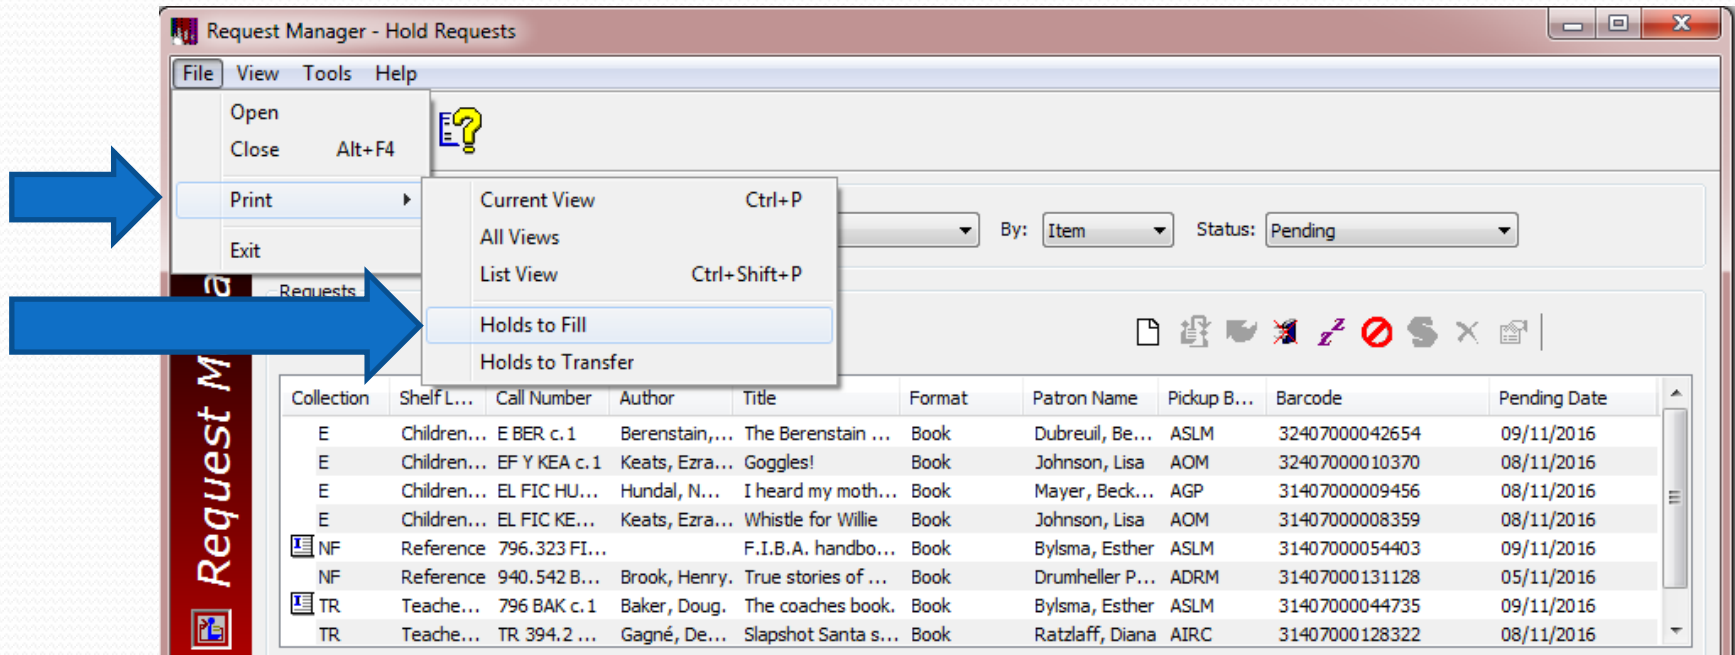 Request Manager - Hold Requests
File View Tools Help
Open
Close Alt+F4
Print
Exit
Current View Ctrl+P
All Views
List View Ctrl+Shift+P
Holds to Fill
Holds to Transfer
By: Item Status: Pending
Requests
Request Ma
Collection Shelf L... Call Number Author Title Format Patron Name Pickup B... Barcode Pending Date
E Children... E BER c.1 Berenstain,... The Berenstain ... Book Dubreuil, Be... ASLM 32407000042654 09/11/2016
E Children... EF Y KEA c.1 Keats, Ezra... Goggles! Book Johnson, Lisa AOM 32407000010370 08/11/2016
E Children... EL FIC HU... Hundal, N... I heard my moth... Book Mayer, Beck... AGP 31407000009456 08/11/2016
E Children... EL FIC KE... Keats, Ezra... Whistle for Willie Book Johnson, Lisa AOM 31407000008359 08/11/2016
NF Reference 796.323 FI... F.I.B.A. handbo... Book Bylsma, Esther ASLM 31407000054403 09/11/2016
NF Reference 940.542 B... Brook, Henry. True stories of ... Book Drumheller P... ADRM 31407000131128 05/11/2016
TR Teache... 796 BAK c.1 Baker, Doug. The coaches book. Book Bylsma, Esther ASLM 31407000044735 09/11/2016
TR Teache... TR 394.2 ... Gagné, De... Slapshot Santa s... Book Ratzlaff, Diana AIRC 31407000128322 08/11/2016